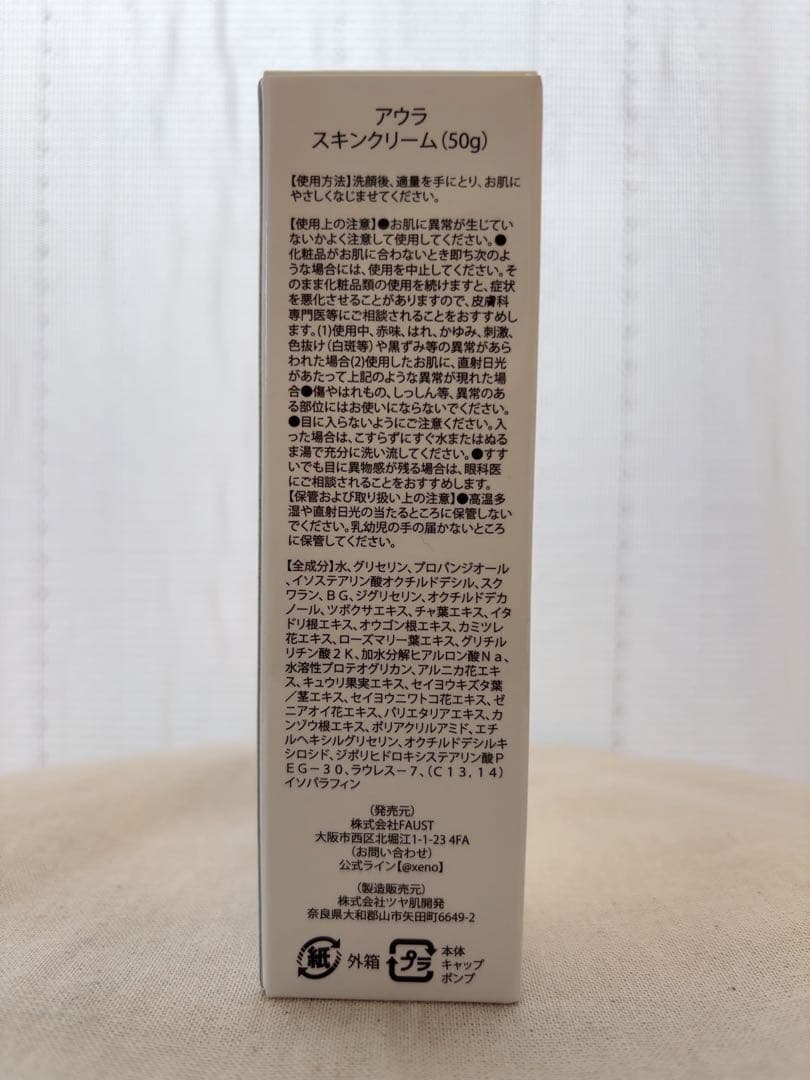 アウラ
スキンクリーム(50g)
【使用方法】洗顔後、適量を手にとり、お肌に
やさしくなじませてください。
【使用上の注意】●お肌に異常が生じてい
ないかよく注意して使用してください。●
化粧品がお肌に合わないとき即ち次のよ
うな場合には、使用を中止してください。そ
のまま化粧品類の使用を続けますと、症状
を悪化させることがありますので、皮膚科
専門医等にご相談されることをおすすめし
ます。(1)使用中、赤味、はれ、かゆみ、刺激、
色抜け(白斑等)や黒ずみ等の異常があら
われた場合(2)使用したお肌に、直射日光
があたって上記のような異常が現れた場
合●傷やはれもの、しっしん等、異常のあ
る部位にはお使いにならないでください。
●目に入らないようにご注意ください。入
った場合は、こすらずにすぐ水またはぬる
ま湯で充分に洗い流してください。●すす
いでも目に異物感が残る場合は、眼科医
にご相談されることをおすすめします。
【保管および取り扱い上の注意】●高温多
湿や直射日光の当たるところに保管しない
でください。乳幼児の手の届かないところ
に保管してください。
【全成分】水、グリセリン、プロパンジオール
、イソステアリン酸オクチルドデシル、スク
ワラン、BG、ジグリセリン、オクチルドデカ
ノール、ツボクサエキス、チャ葉エキス、イタ
ドリ根エキス、オウゴン根エキス、カミツレ
花エキス、ローズマリー葉エキス、グリチル
リチン酸2K、加水分解ヒアルロン酸Na、
水溶性プロテオグリカン、アルニカ花エキ
ス、キュウリ果実エキス、セイヨウキズタ葉
/茎エキス、セイヨウニワトコ花エキス、ゼ
ニアオイ花エキス、パリエタリアエキス、カ
ンゾウ根エキス、ポリアクリルアミド、エチ
ルヘキシルグリセリン、オクチルドデシルキ
シロシド、ジポリヒドロキシステアリン酸P
EG-30、ラウレス-7、(C13,14)
イソパラフィン
(発売元)
株式会社FAUST
大阪市西区北堀江1-1-23 4FA
(お問い合わせ)
公式ライン【@xeno】
(製造販売元)
株式会社ツヤ肌開発
奈良県大和郡山市矢田町6649-2
紙 外箱 プラ 本体
キャップ
ポンプ